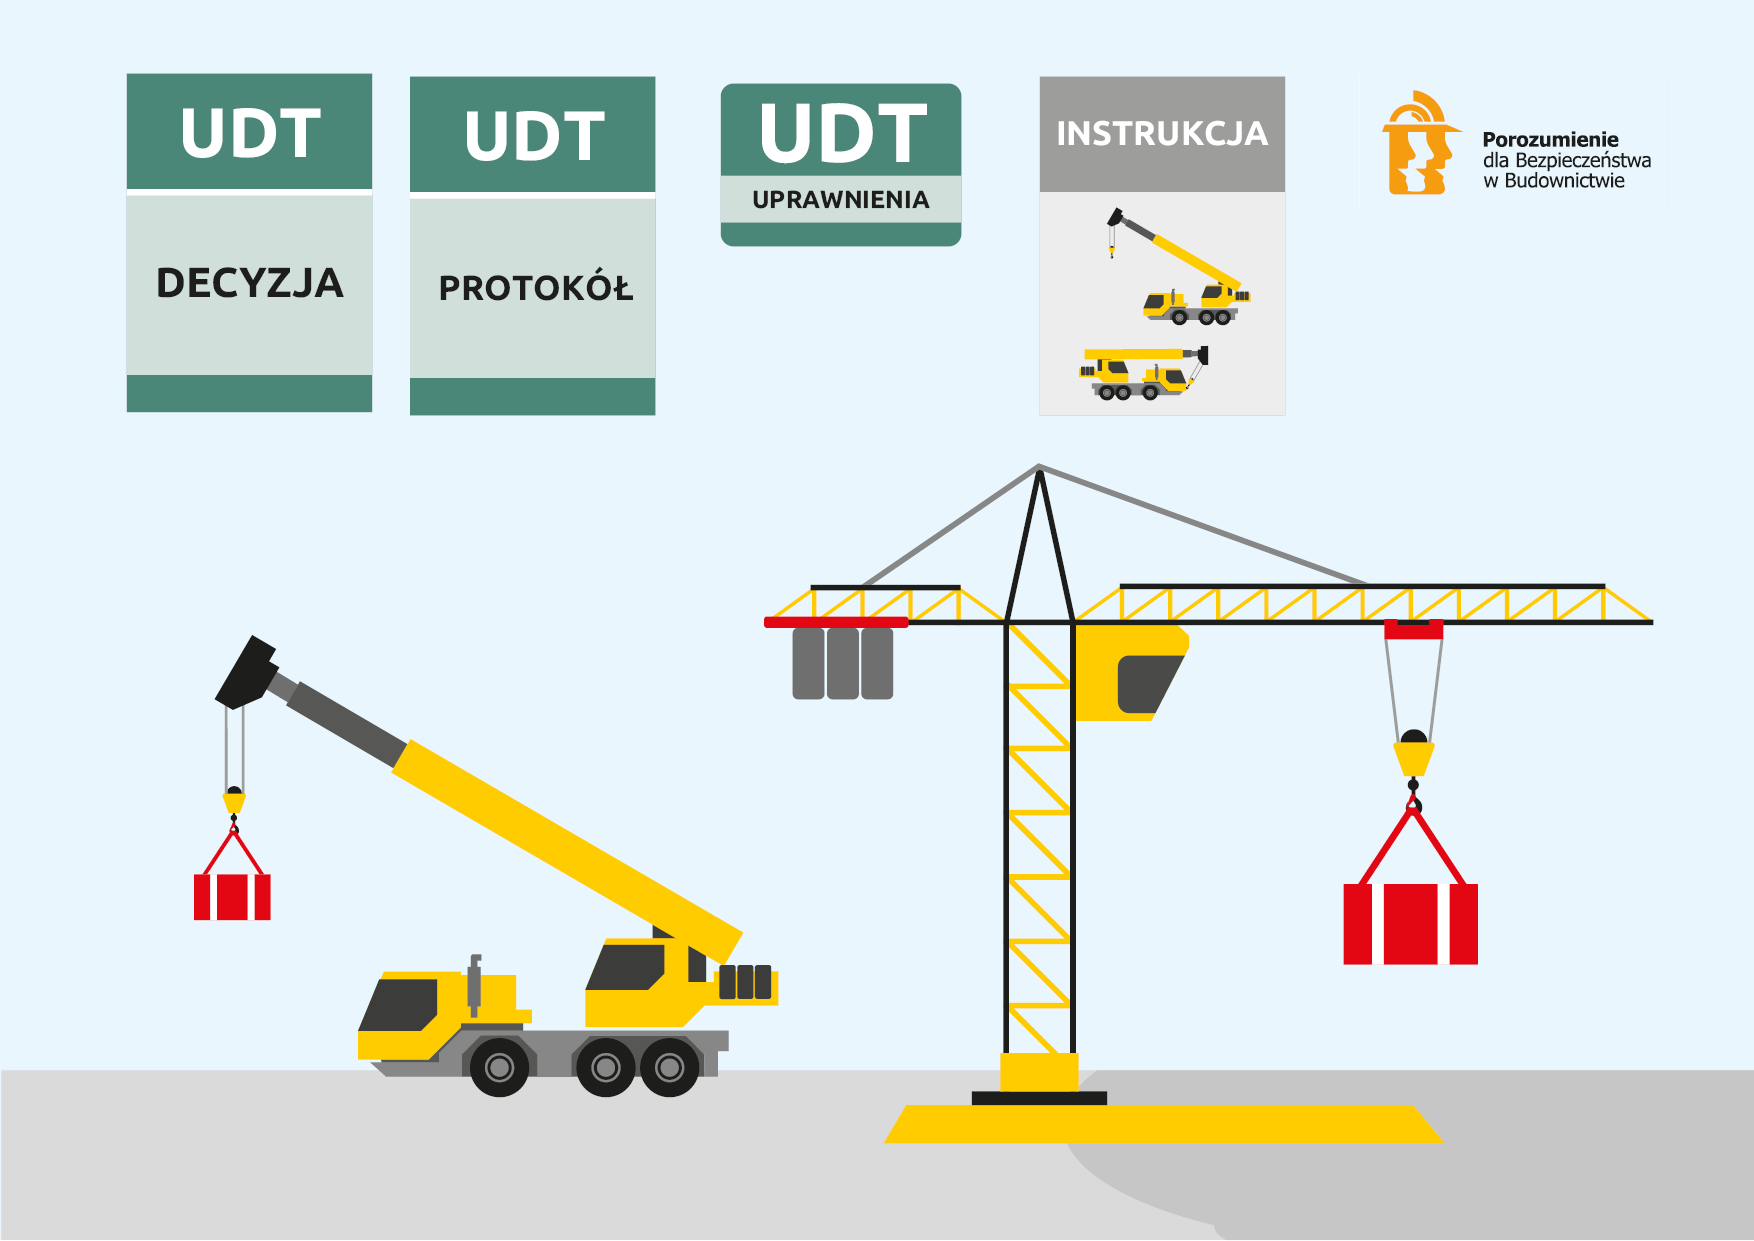 UDT
DECYZJA
UDT
PROTOKÓŁ
UDT
UPRAWNIENIA
INSTRUKCJA
Porozumienie
dla Bezpieczeństwa
w Budownictwie